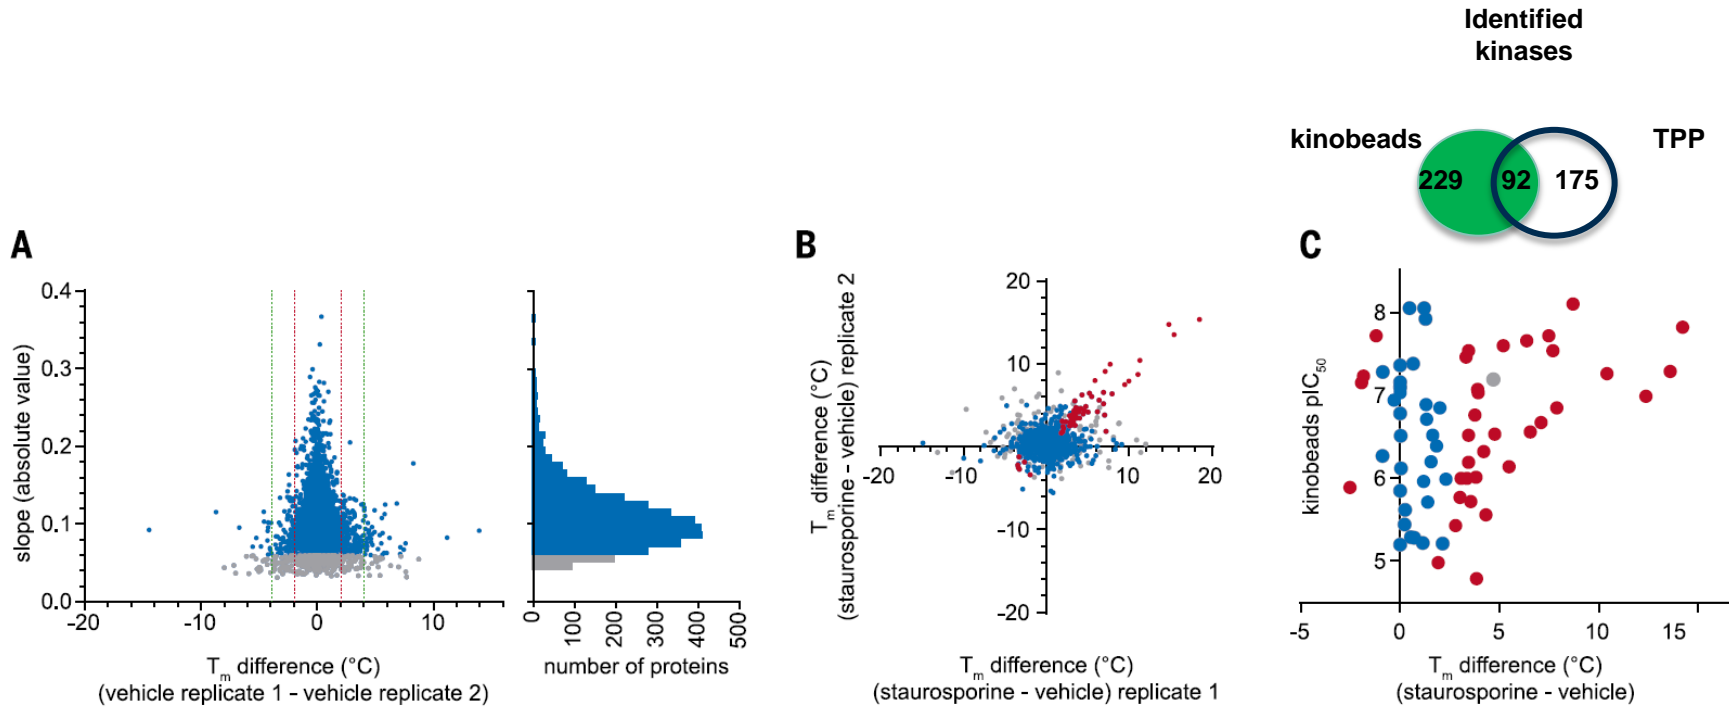 Identified
kinases
kinobeads
TPP
229
92
175
A
B
C
0.4
0.3
0.2
0.1
0.0
slope (absolute value)
-20
-10
0
10
Tm difference (°C)
(vehicle replicate 1 - vehicle replicate 2)
0
100
200
300
400
500
number of proteins
20
10
-10
-20
Tm difference (°C)
(staurosporine - vehicle) replicate 2
-20
-10
10
20
Tm difference (°C)
(staurosporine - vehicle) replicate 1
8
7
6
5
kinobeads pIC50
-5
0
5
10
15
Tm difference (°C)
(staurosporine - vehicle)